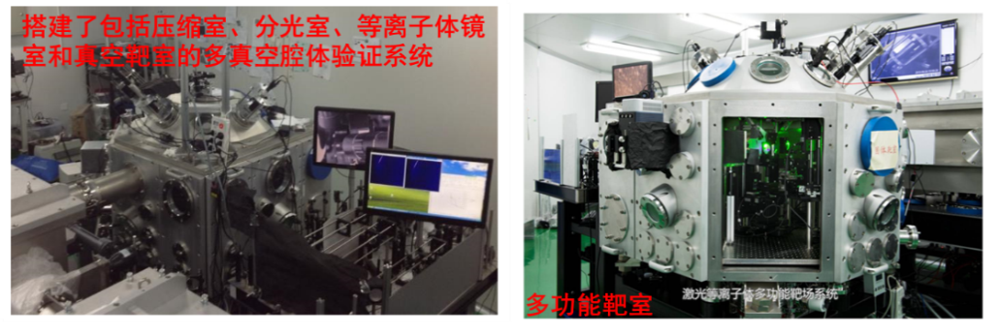 搭建了包括压缩室、分光室、等离子体镜
室和真空靶室的多真空腔体验证系统
多功能靶室
激光等离子体多功能靶场系统